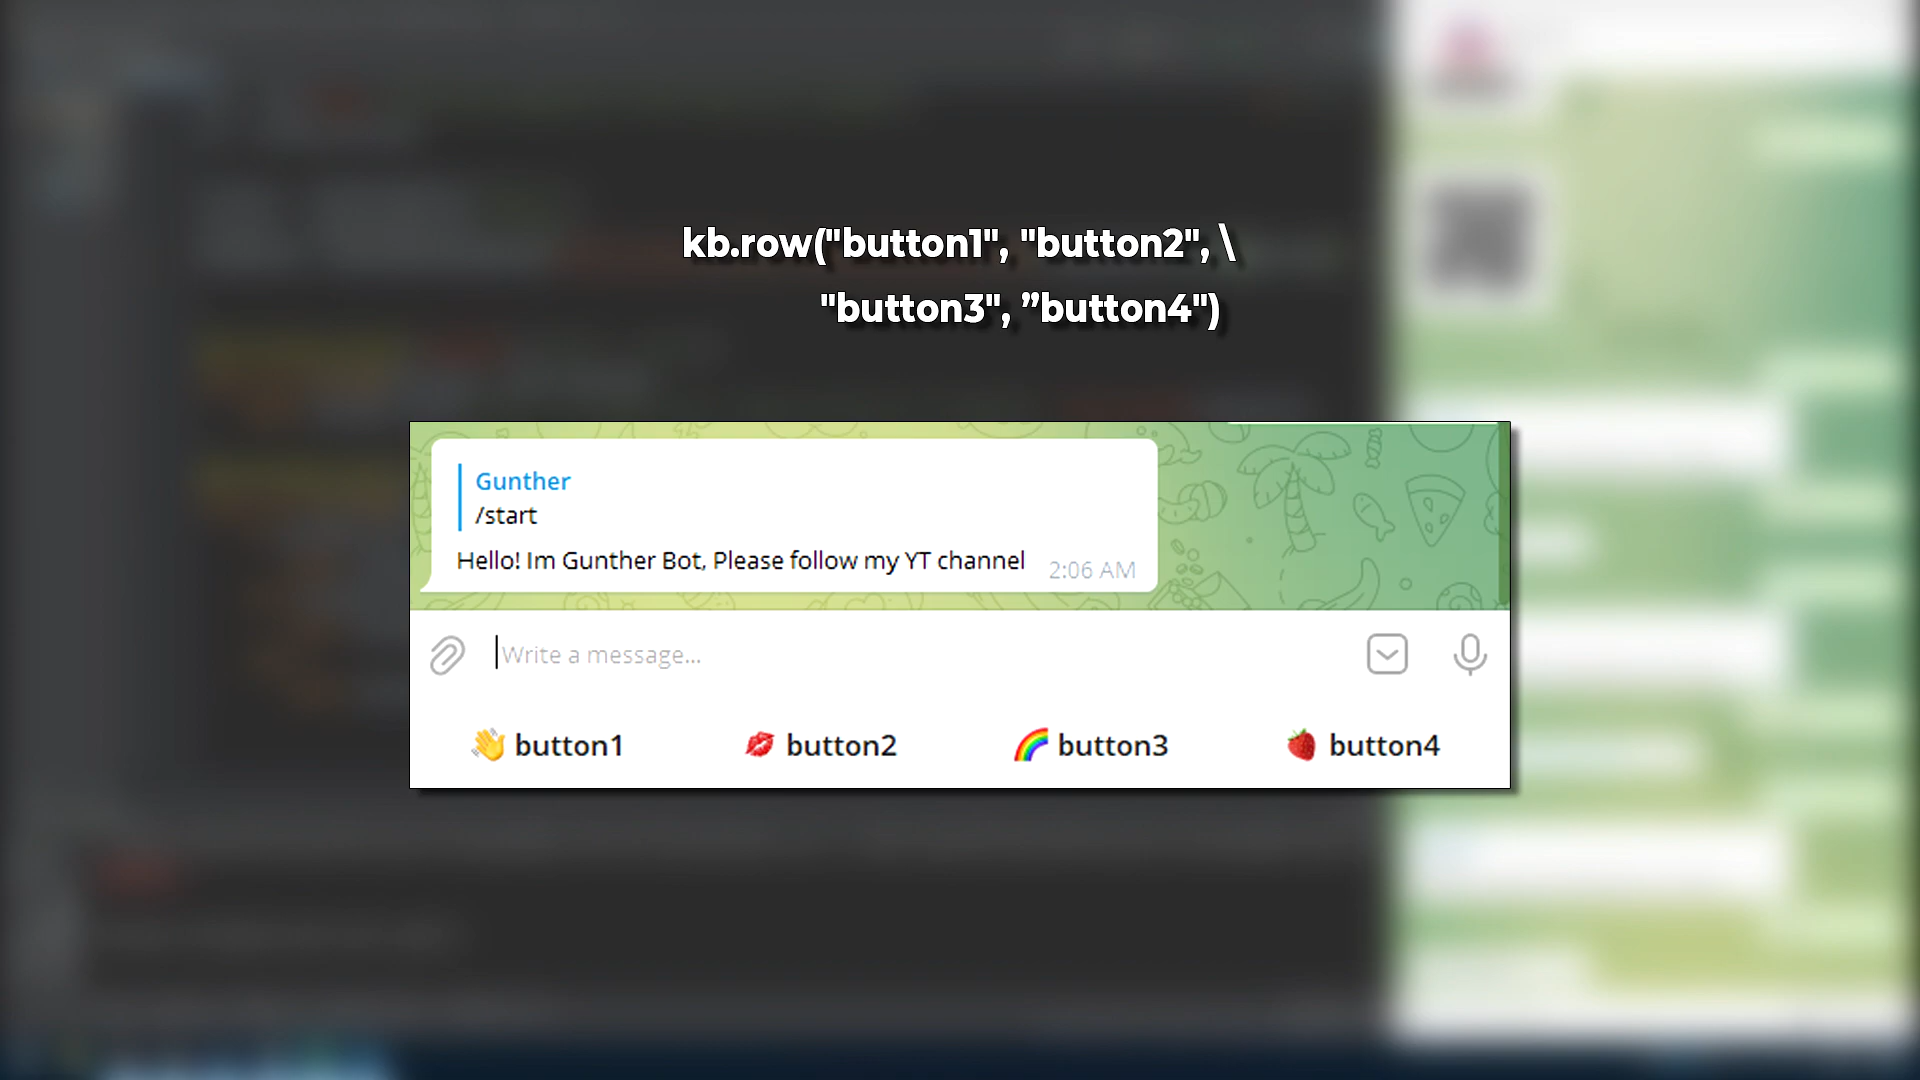 kb.row("button1", "button2", \
"button3", ”button4")
Gunther
/start
Hello! Im Gunther Bot, Please follow my YT channel
2:06 AM
Write a message...
👋 button1 💋 button2 🌈 button3 🍓 button4